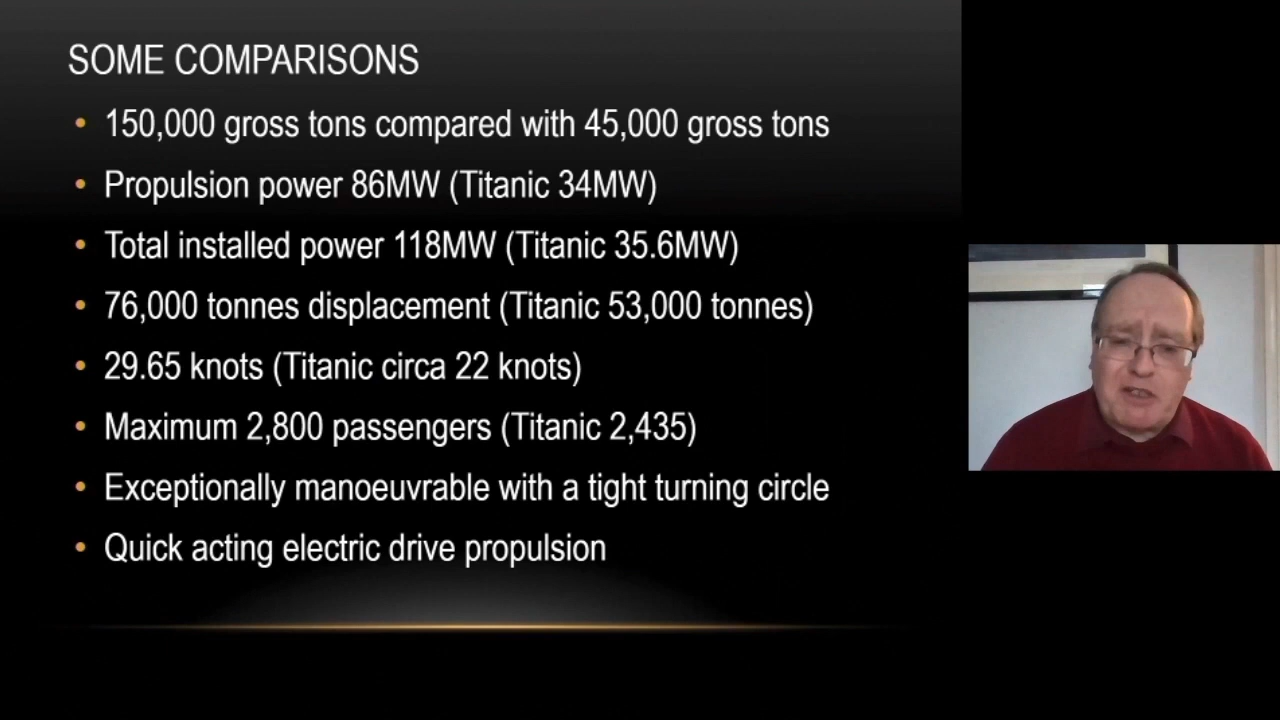 SOME COMPARISONS
• 150,000 gross tons compared with 45,000 gross tons
• Propulsion power 86MW (Titanic 34MW)
• Total installed power 118MW (Titanic 35.6MW)
• 76,000 tonnes displacement (Titanic 53,000 tonnes)
• 29.65 knots (Titanic circa 22 knots)
• Maximum 2,800 passengers (Titanic 2,435)
• Exceptionally manoeuvrable with a tight turning circle
• Quick acting electric drive propulsion